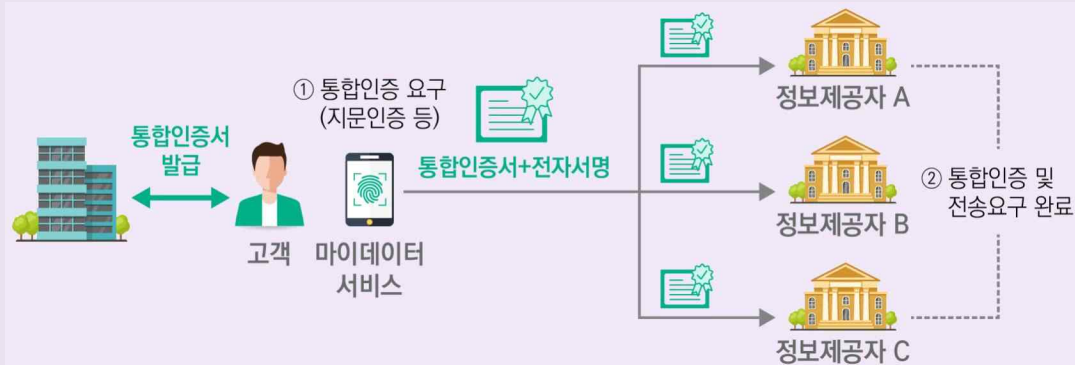 통합인증서
발급
고객
① 통합인증 요구
(지문인증 등)
마이데이터
서비스
통합인증서+전자서명
정보제공자 A
정보제공자 B
정보제공자 C
② 통합인증 및
전송요구 완료